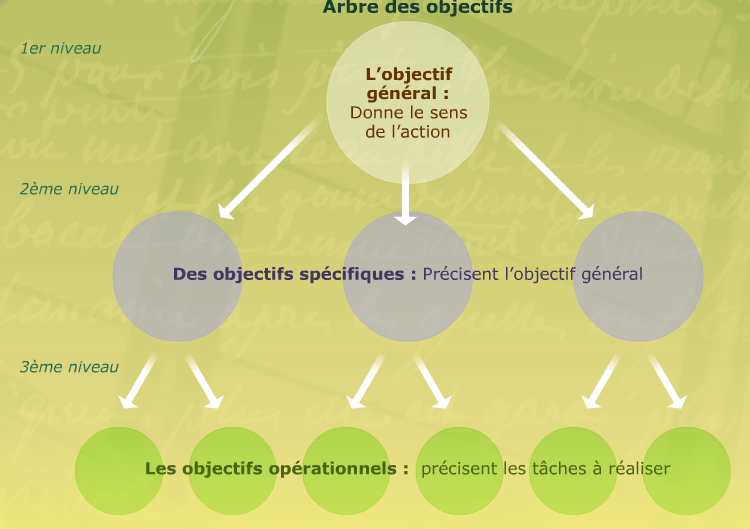 Arbre des objectifs
1er niveau
L’objectif
général :
Donne le sens
de l’action
2ème niveau
Des objectifs spécifiques : Précisent l’objectif général
3ème niveau
Les objectifs opérationnels : précisent les tâches à réaliser